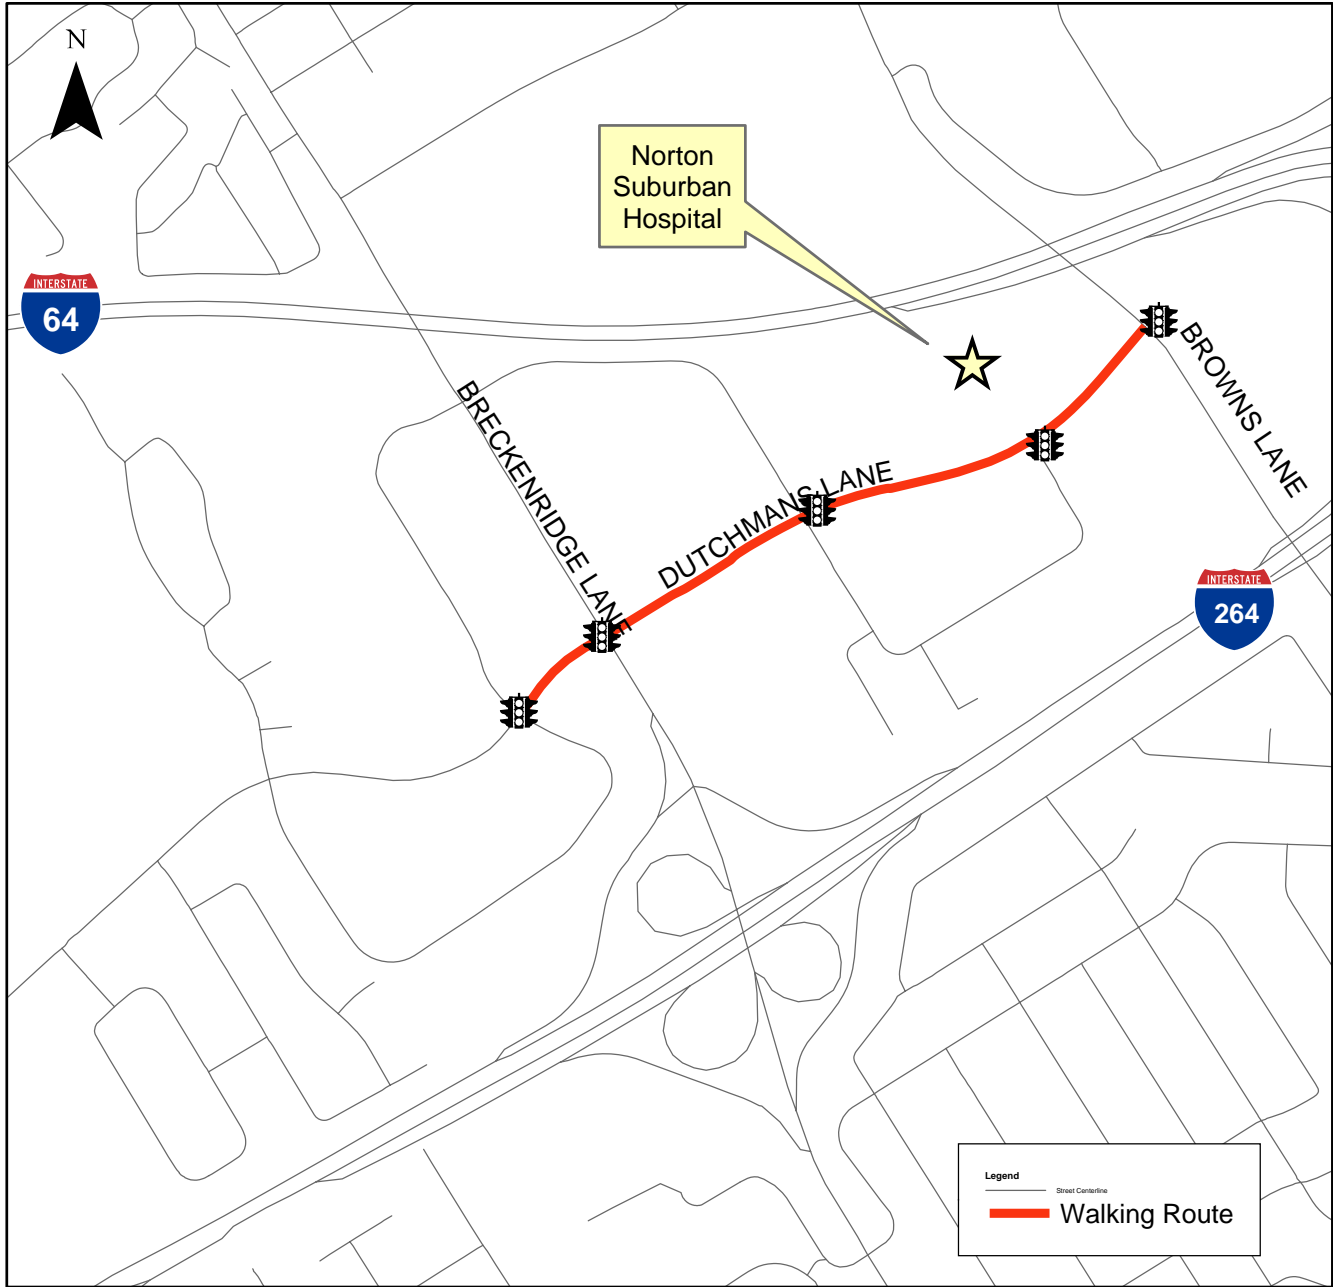 N
Norton
Suburban
Hospital
INTERSTATE
64
BRECKENRIDGE LANE
DUTCHMANS LANE
BROWNS LANE
INTERSTATE
264
Legend
Street Centerline
Walking Route